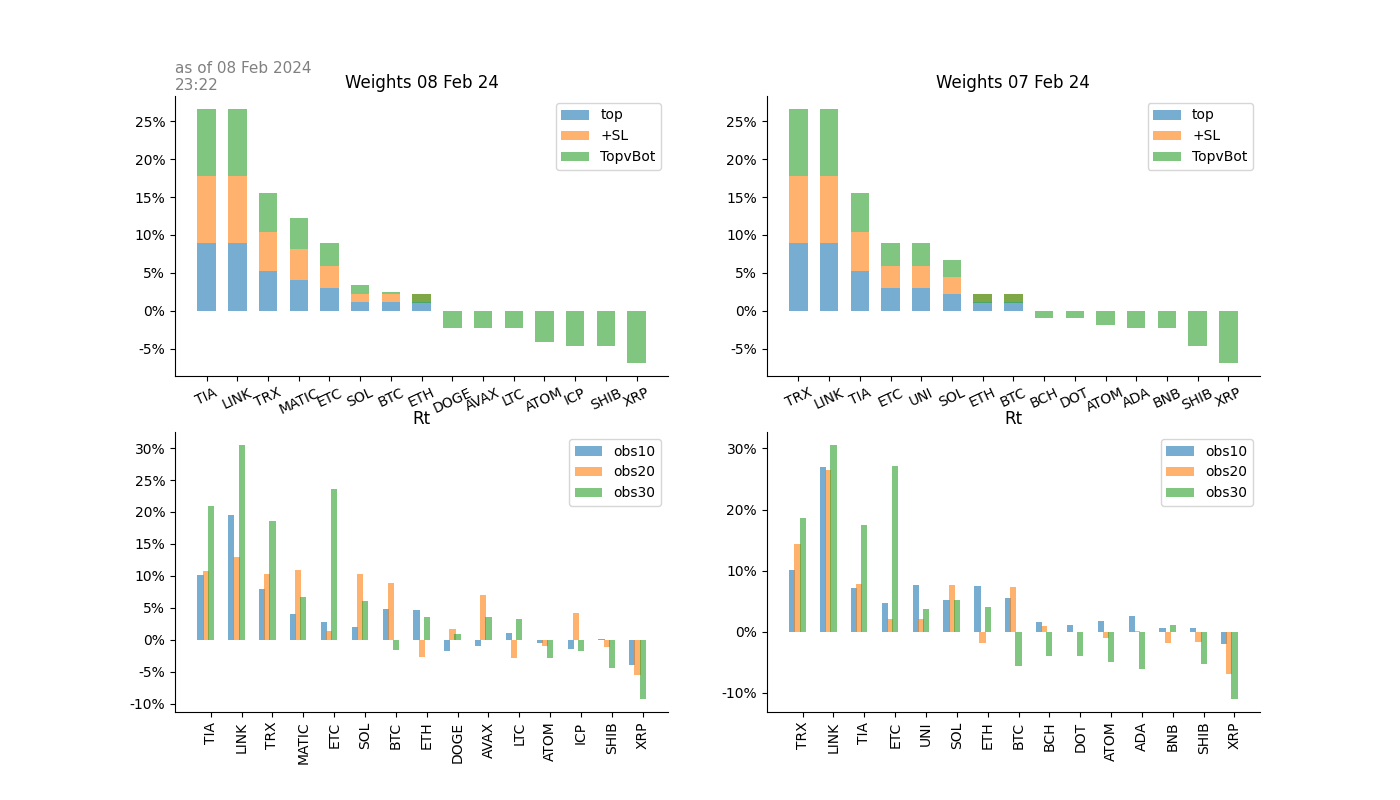 as of 08 Feb 2024
23:22
Weights 08 Feb 24
25%
20%
15%
10%
5%
0%
-5%
top
+SL
TopvBot
TIA LINK TRX MATIC ETC SOL BTC ETH DOGE AVAX LTC ATOM ICP SHIB XRP
Weights 07 Feb 24
25%
20%
15%
10%
5%
0%
-5%
top
+SL
TopvBot
TRX LINK TIA ETC UNI SOL ETH BTC BCH DOT ATOM ADA BNB SHIB XRP
Rt
30%
25%
20%
15%
10%
5%
0%
-5%
-10%
obs10
obs20
obs30
TIA LINK TRX MATIC ETC SOL BTC ETH DOGE AVAX LTC ATOM ICP SHIB XRP
Rt
30%
20%
10%
0%
-10%
obs10
obs20
obs30
TRX LINK TIA ETC UNI SOL ETH BTC BCH DOT ATOM ADA BNB SHIB XRP